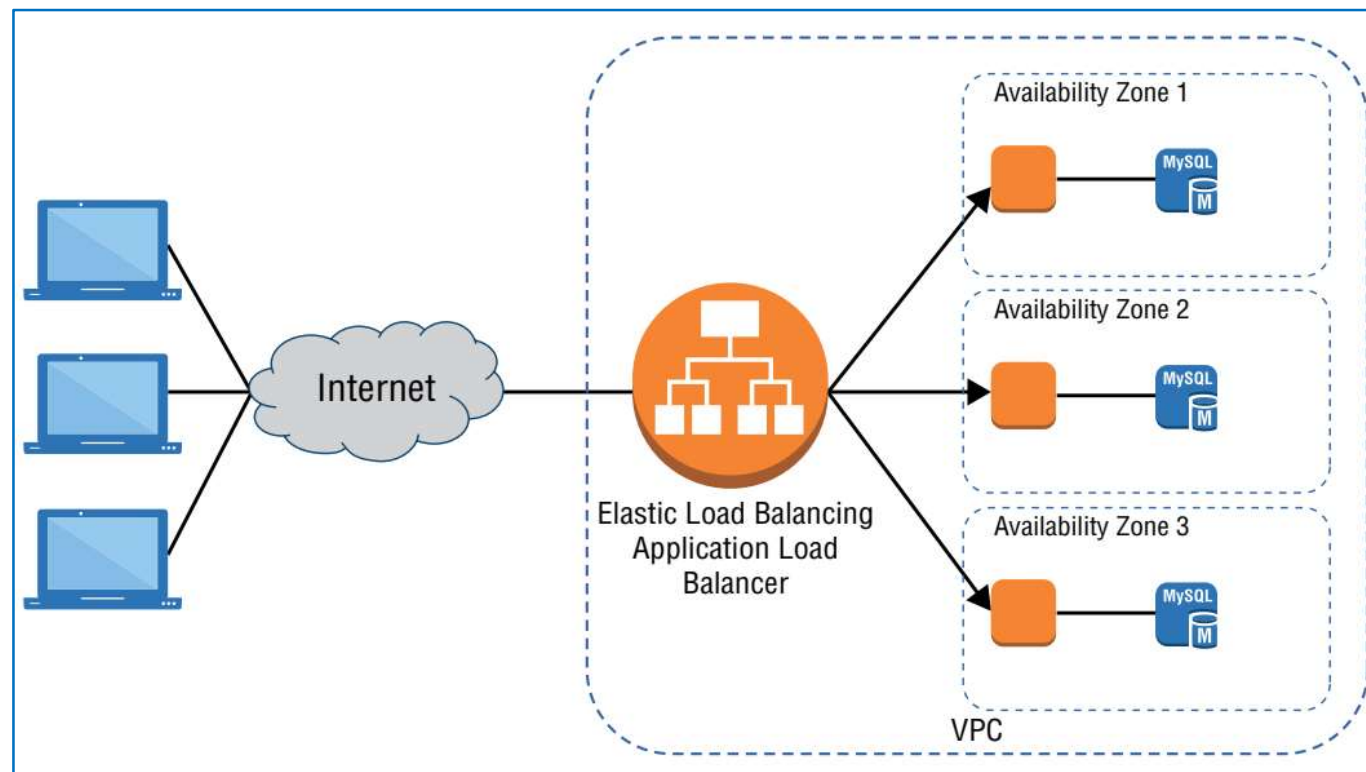 Internet
Elastic Load Balancing
Application Load
Balancer
Availability Zone 1
MySQL
M
Availability Zone 2
MySQL
M
Availability Zone 3
MySQL
M
VPC